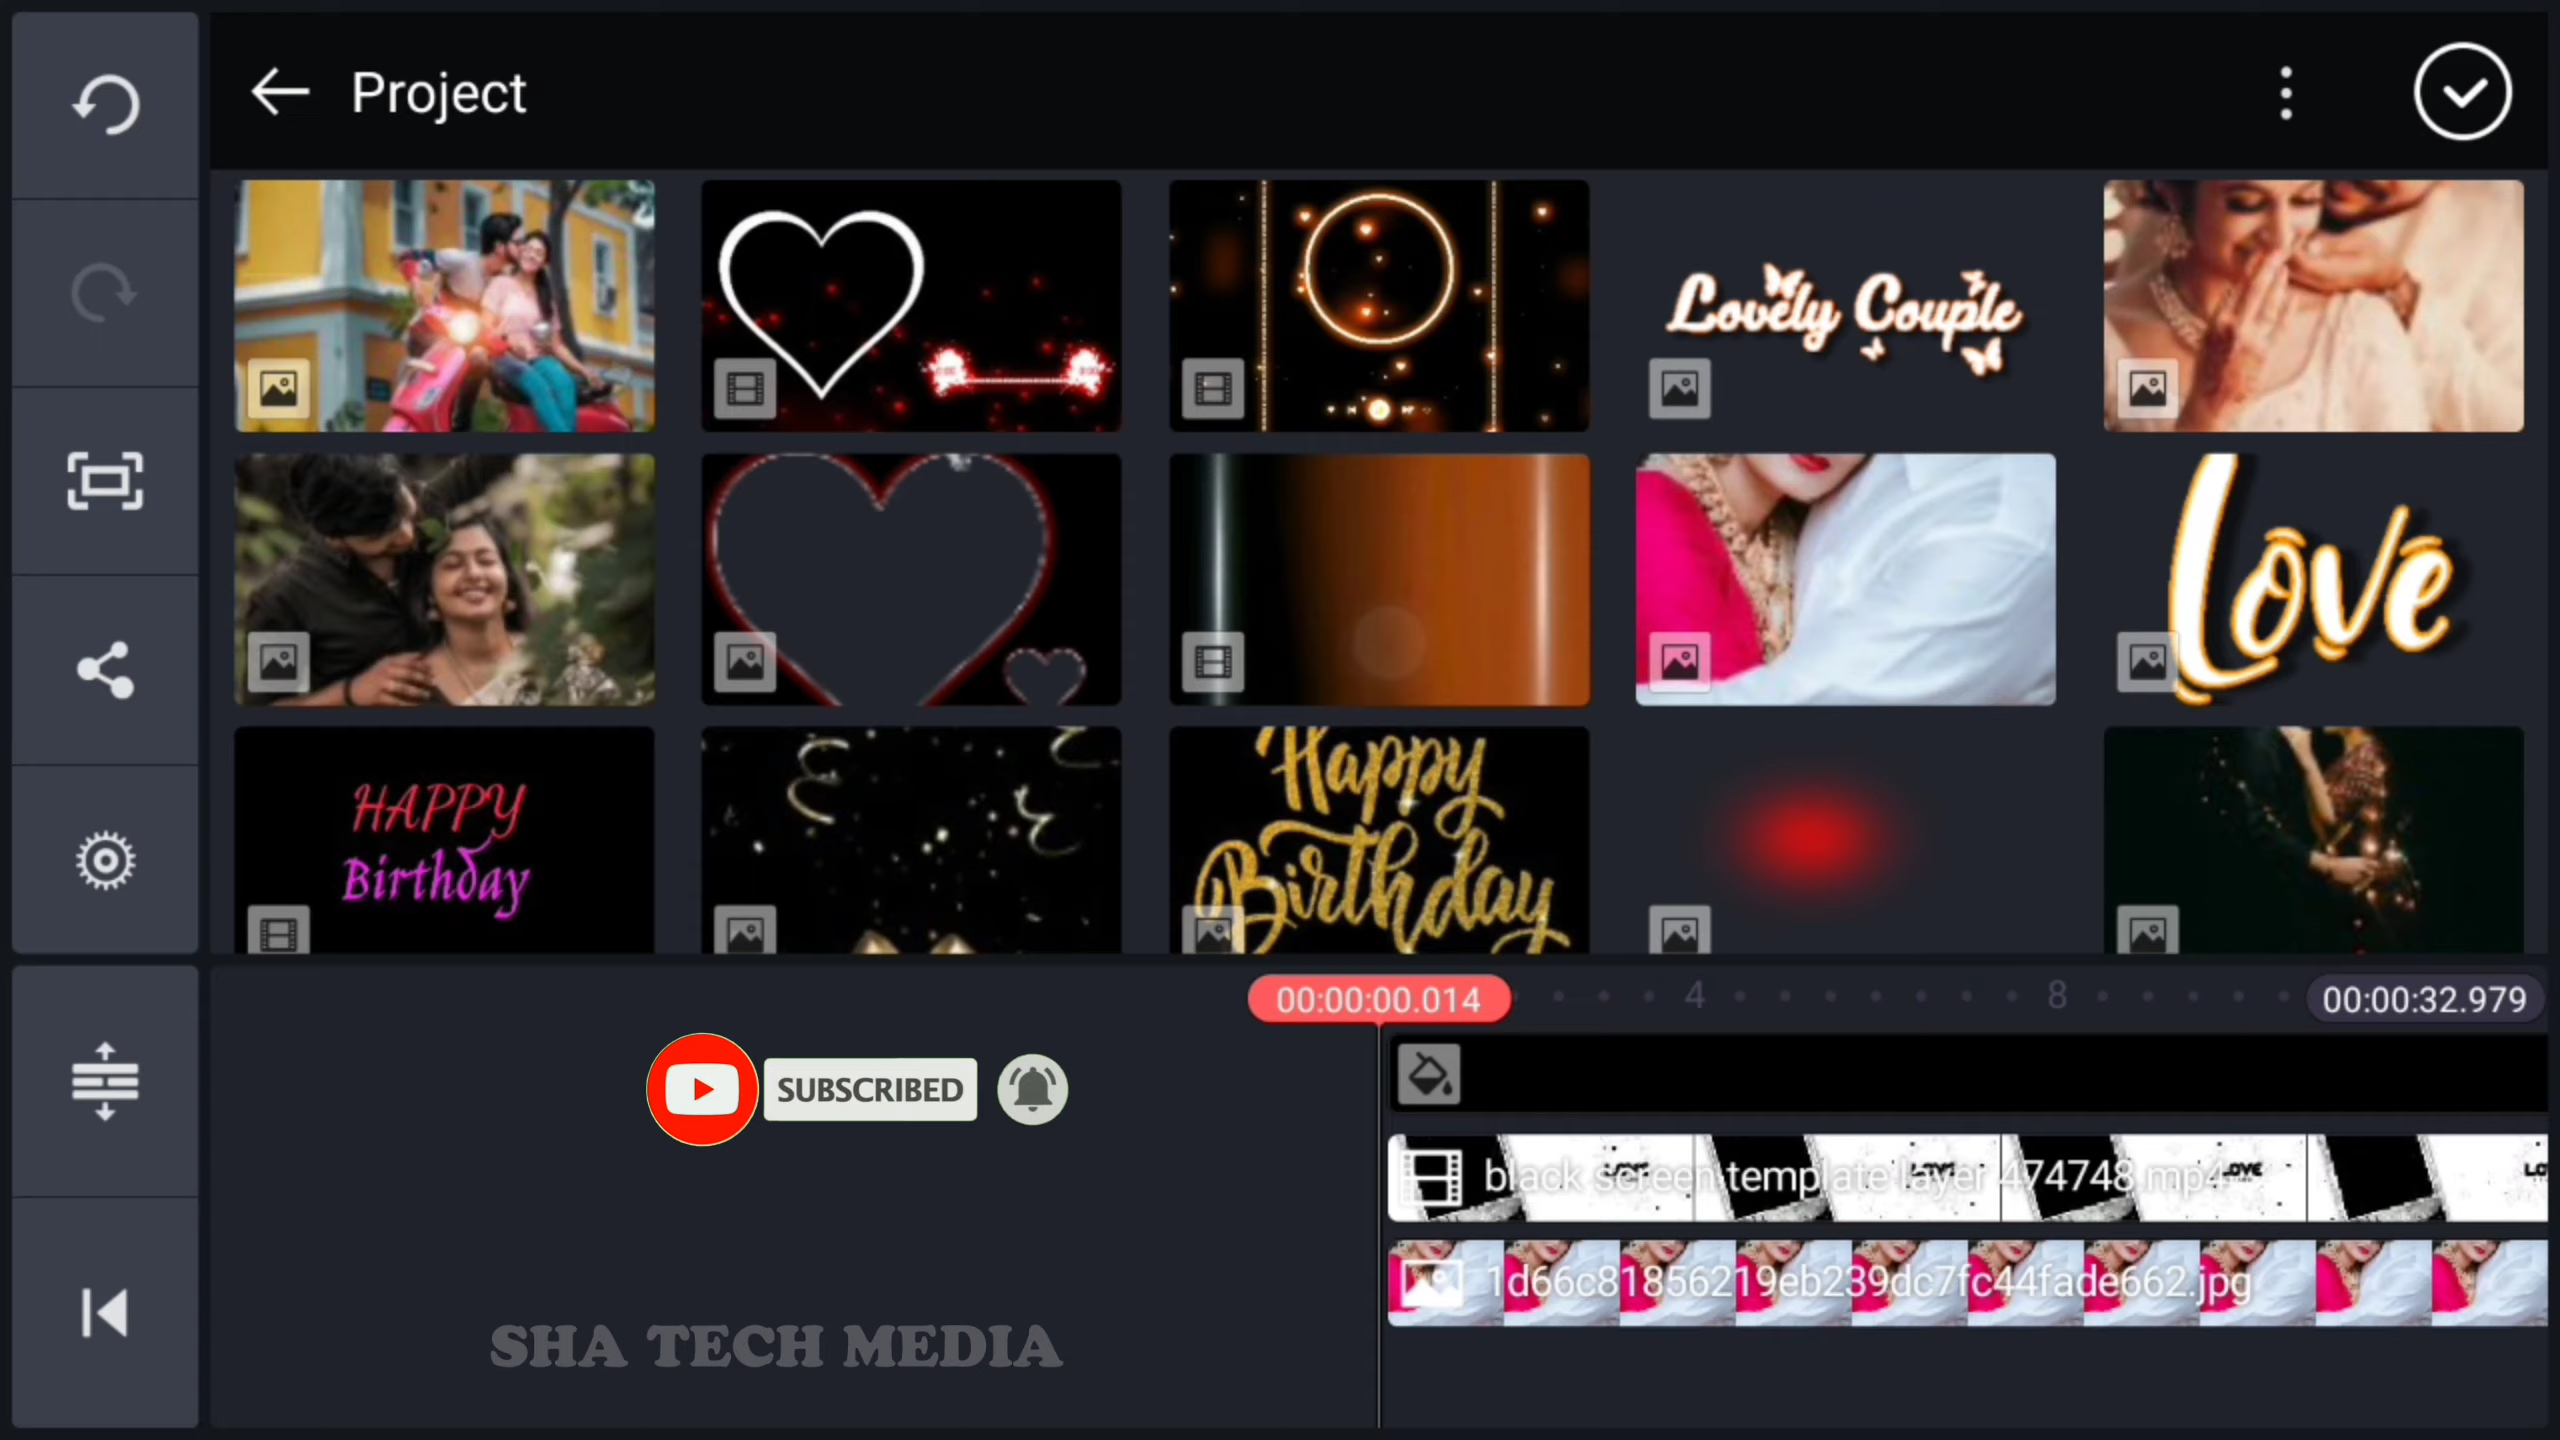 Project
Lovely Couple
Love
HAPPY
Birthday
Happy
Birthday
00:00:00.014
4
8
00:00:32.979
SUBSCRIBED
black screen template layer 474748.mp4
LOVE
1d66c81856219eb239dc7fc44fade662.jpg
SHA TECH MEDIA